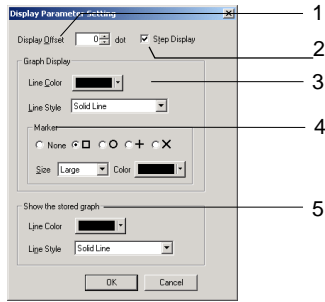 Display Parameter Setting
1
Display Offset 0 dot Step Display
2
Graph Display
Line Color
3
Line Style Solid Line
Marker
4
None
Size Large Color
Show the stored graph
5
Line Color
Line Style Solid Line
OK Cancel